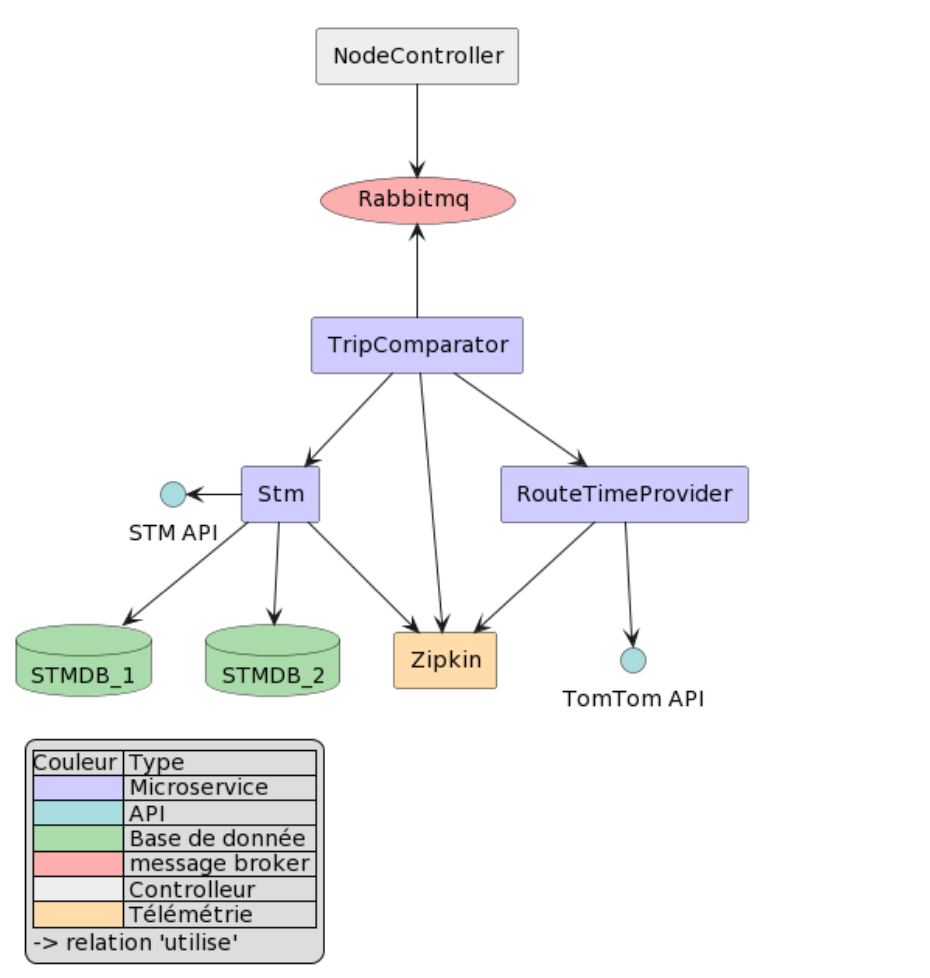 NodeController
Rabbitmq
TripComparator
Stm
RouteTimeProvider
STM API
STMDB_1
STMDB_2
Zipkin
TomTom API
Couleur Type
Microservice
API
Base de donnée
message broker
Controlleur
Télémétrie
-> relation 'utilise'